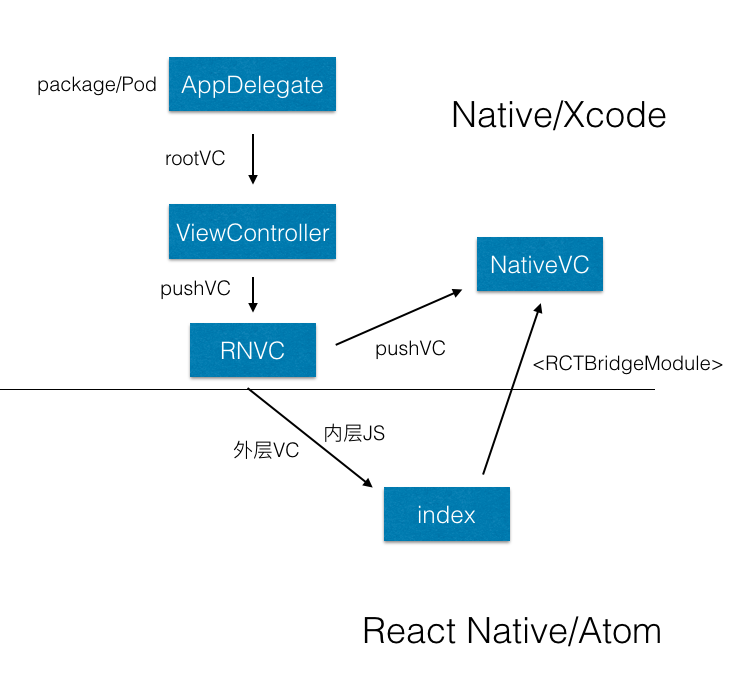 package/Pod
AppDelegate
Native/Xcode
rootVC
ViewController
NativeVC
pushVC
RNVC
pushVC
<RCTBridgeModule>
内层JS
外层VC
index
React Native/Atom